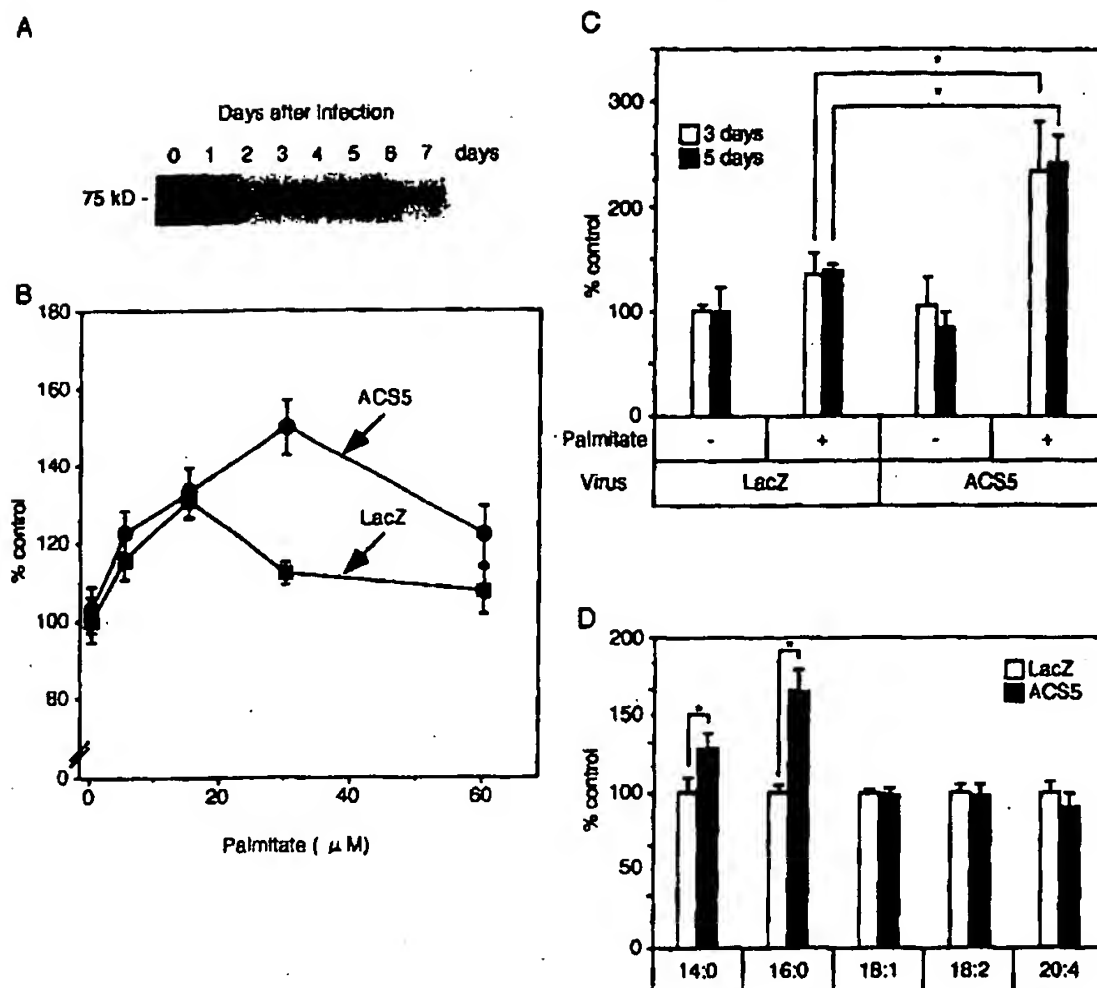 A
Days after infection
0 1 2 3 4 5 6 7 days
75 kD -
B
180
160
140
120
100
80
0
% control
ACS5
LacZ
0 20 40 60
Palmitate ( μ M)
C
300
250
200
150
100
50
0
% control
3 days
5 days
* 
*
Palmitate - + - +
Virus LacZ ACS5
D
200
150
100
50
0
% control
LacZ
ACS5
*
*
14:0 16:0 18:1 18:2 20:4